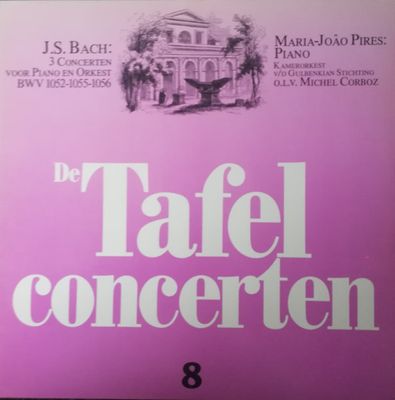 J.S. BACH:
3 CONCERTEN
VOOR PIANO EN ORKEST
BWV 1052-1055-1056
MARIA-JOÃO PIRES:
PIANO
KAMERORKEST
V/D GULBENKIAN STICHTING
O.L.V. MICHEL CORBOZ
De
Tafel
concerten
8